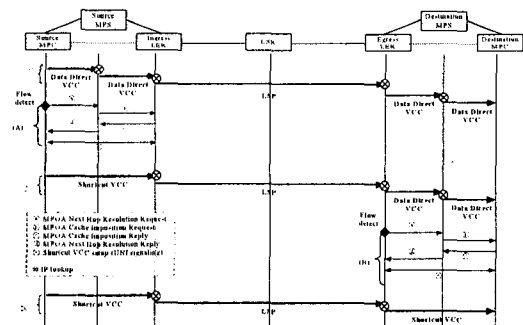 Source
MPS
Destination
MPS
Source
MPC
Ingress
LER
LSR
Egress
LER
Destination
MPC
Data Direct
VCC
Data Direct
VCC
LSP
Data Direct
VCC
Data Direct
VCC
Flow
detect
(A)
Shortcut VCC
LSP
Data Direct
VCC
Data Direct
VCC
MPOA Next Hop Resolution Request
MPOA Cache Imposition Request
MPOA Cache Imposition Reply
MPOA Next Hop Resolution Reply
Shortcut VCC setup (UNI signaling)
⊗ IP lookup
Flow
detect
(B)
LSP
Shortcut VCC
Shortcut VCC